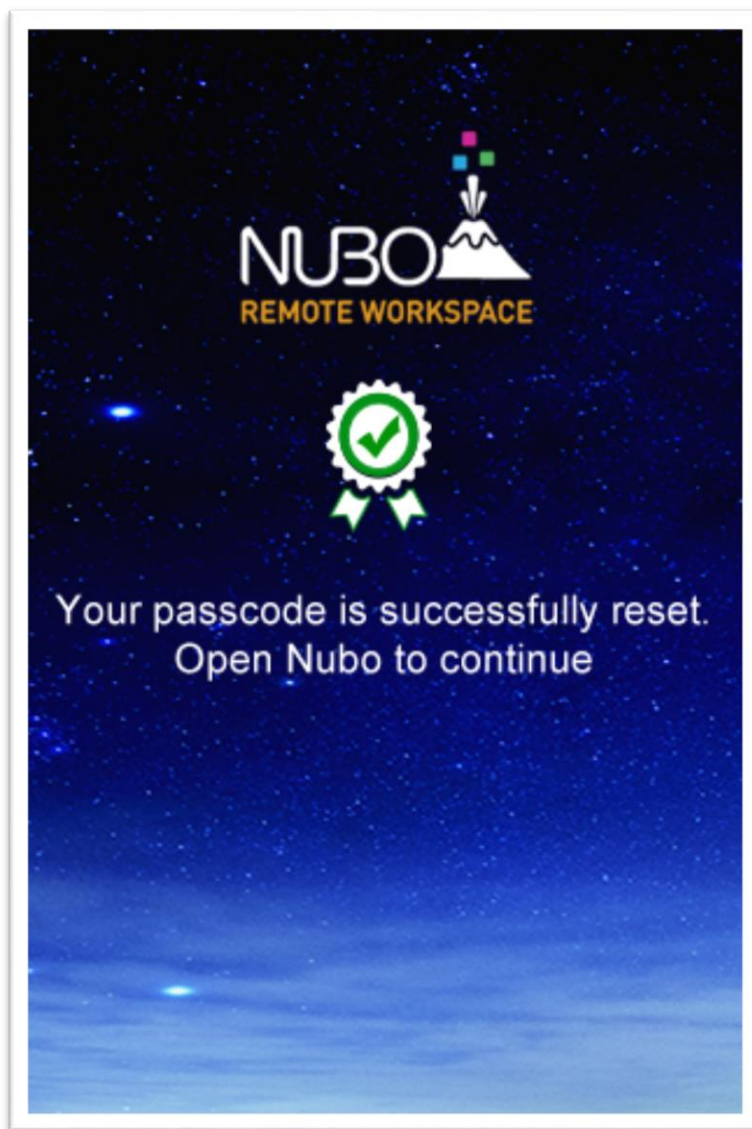 NUBO
REMOTE WORKSPACE
Your passcode is successfully reset.
Open Nubo to continue